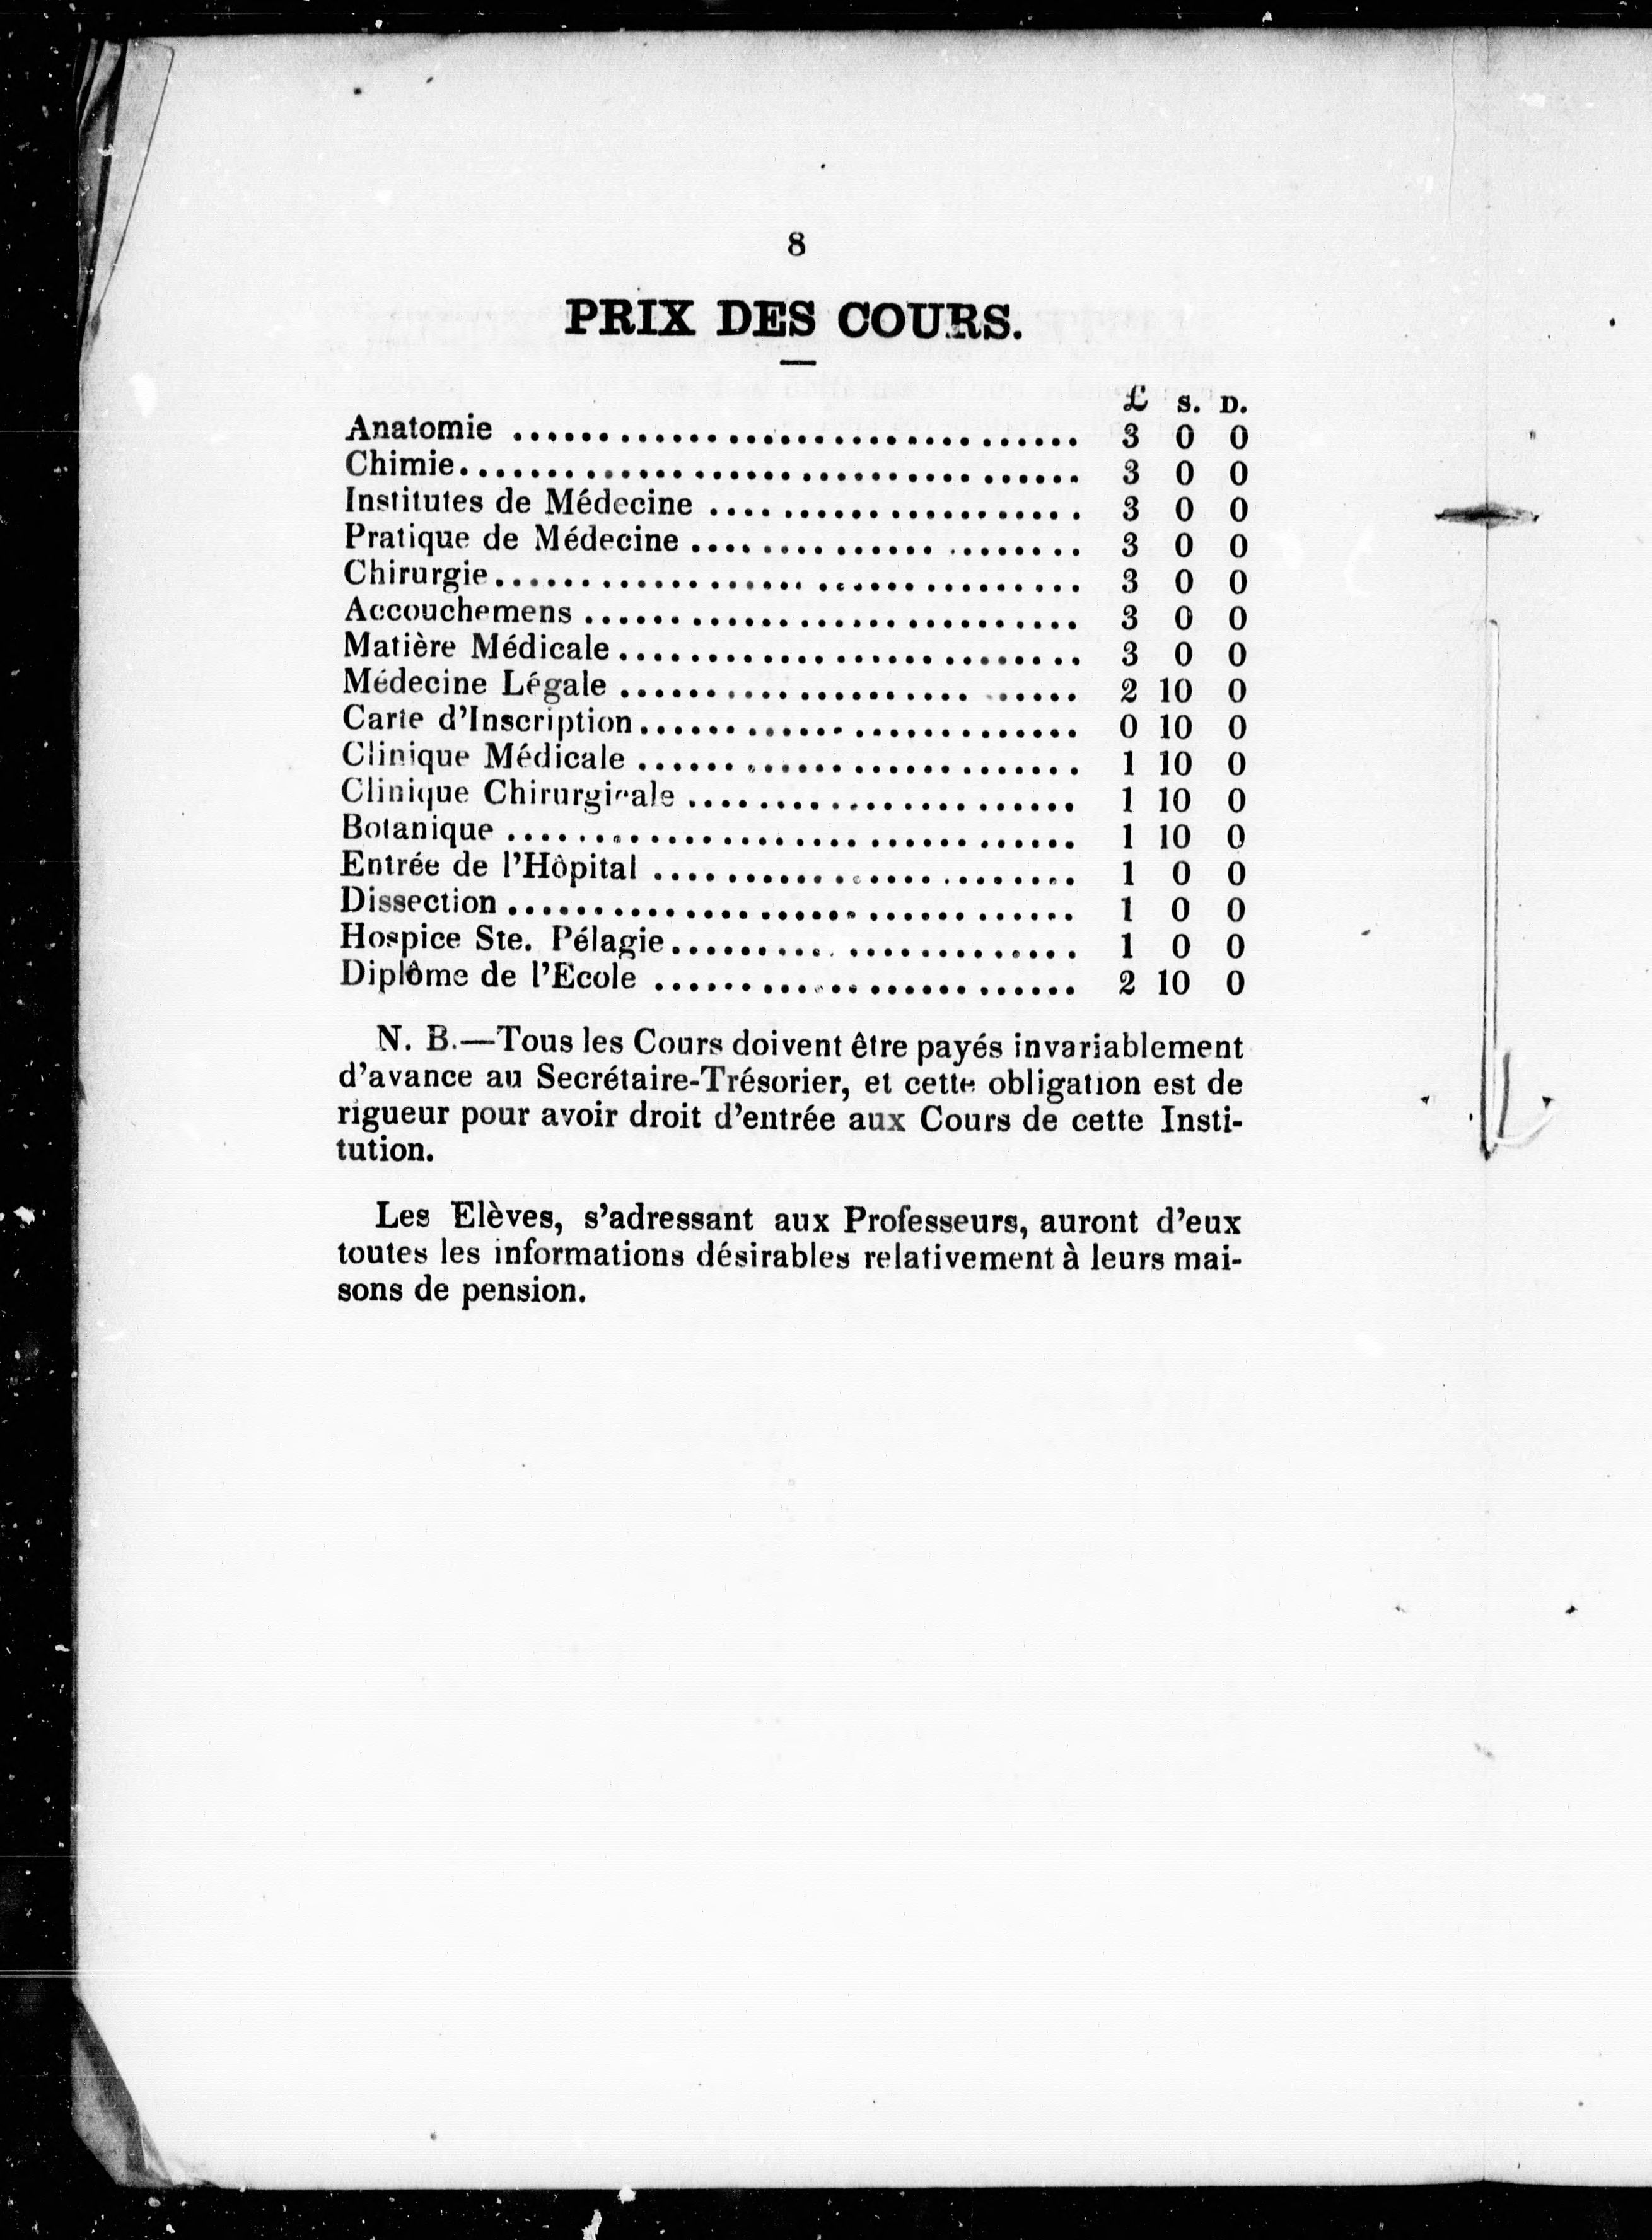 8
PRIX DES COURS.
£ S. D.
Anatomie .................................. 3 0 0
Chimie.................................... 3 0 0
Institutes de Médecine ..................... 3 0 0
Pratique de Médecine ...................... 3 0 0
Chirurgie.................................. 3 0 0
Accouchemens ............................ 3 0 0
Matière Médicale.......................... 3 0 0
Médecine Légale .......................... 2 10 0
Carte d'Inscription......................... 0 10 0
Clinique Médicale ......................... 1 10 0
Clinique Chirurgicale ...................... 1 10 0
Botanique ................................ 1 10 0
Entrée de l'Hôpital ........................ 1 0 0
Dissection ................................ 1 0 0
Hospice Ste. Pélagie....................... 1 0 0
Diplôme de l'Ecole ........................ 2 10 0
N. B.—Tous les Cours doivent être payés invariablement
d'avance au Secrétaire-Trésorier, et cette obligation est de
rigueur pour avoir droit d'entrée aux Cours de cette Insti-
tution.
Les Elèves, s'adressant aux Professeurs, auront d'eux
toutes les informations désirables relativement à leurs mai-
sons de pension.